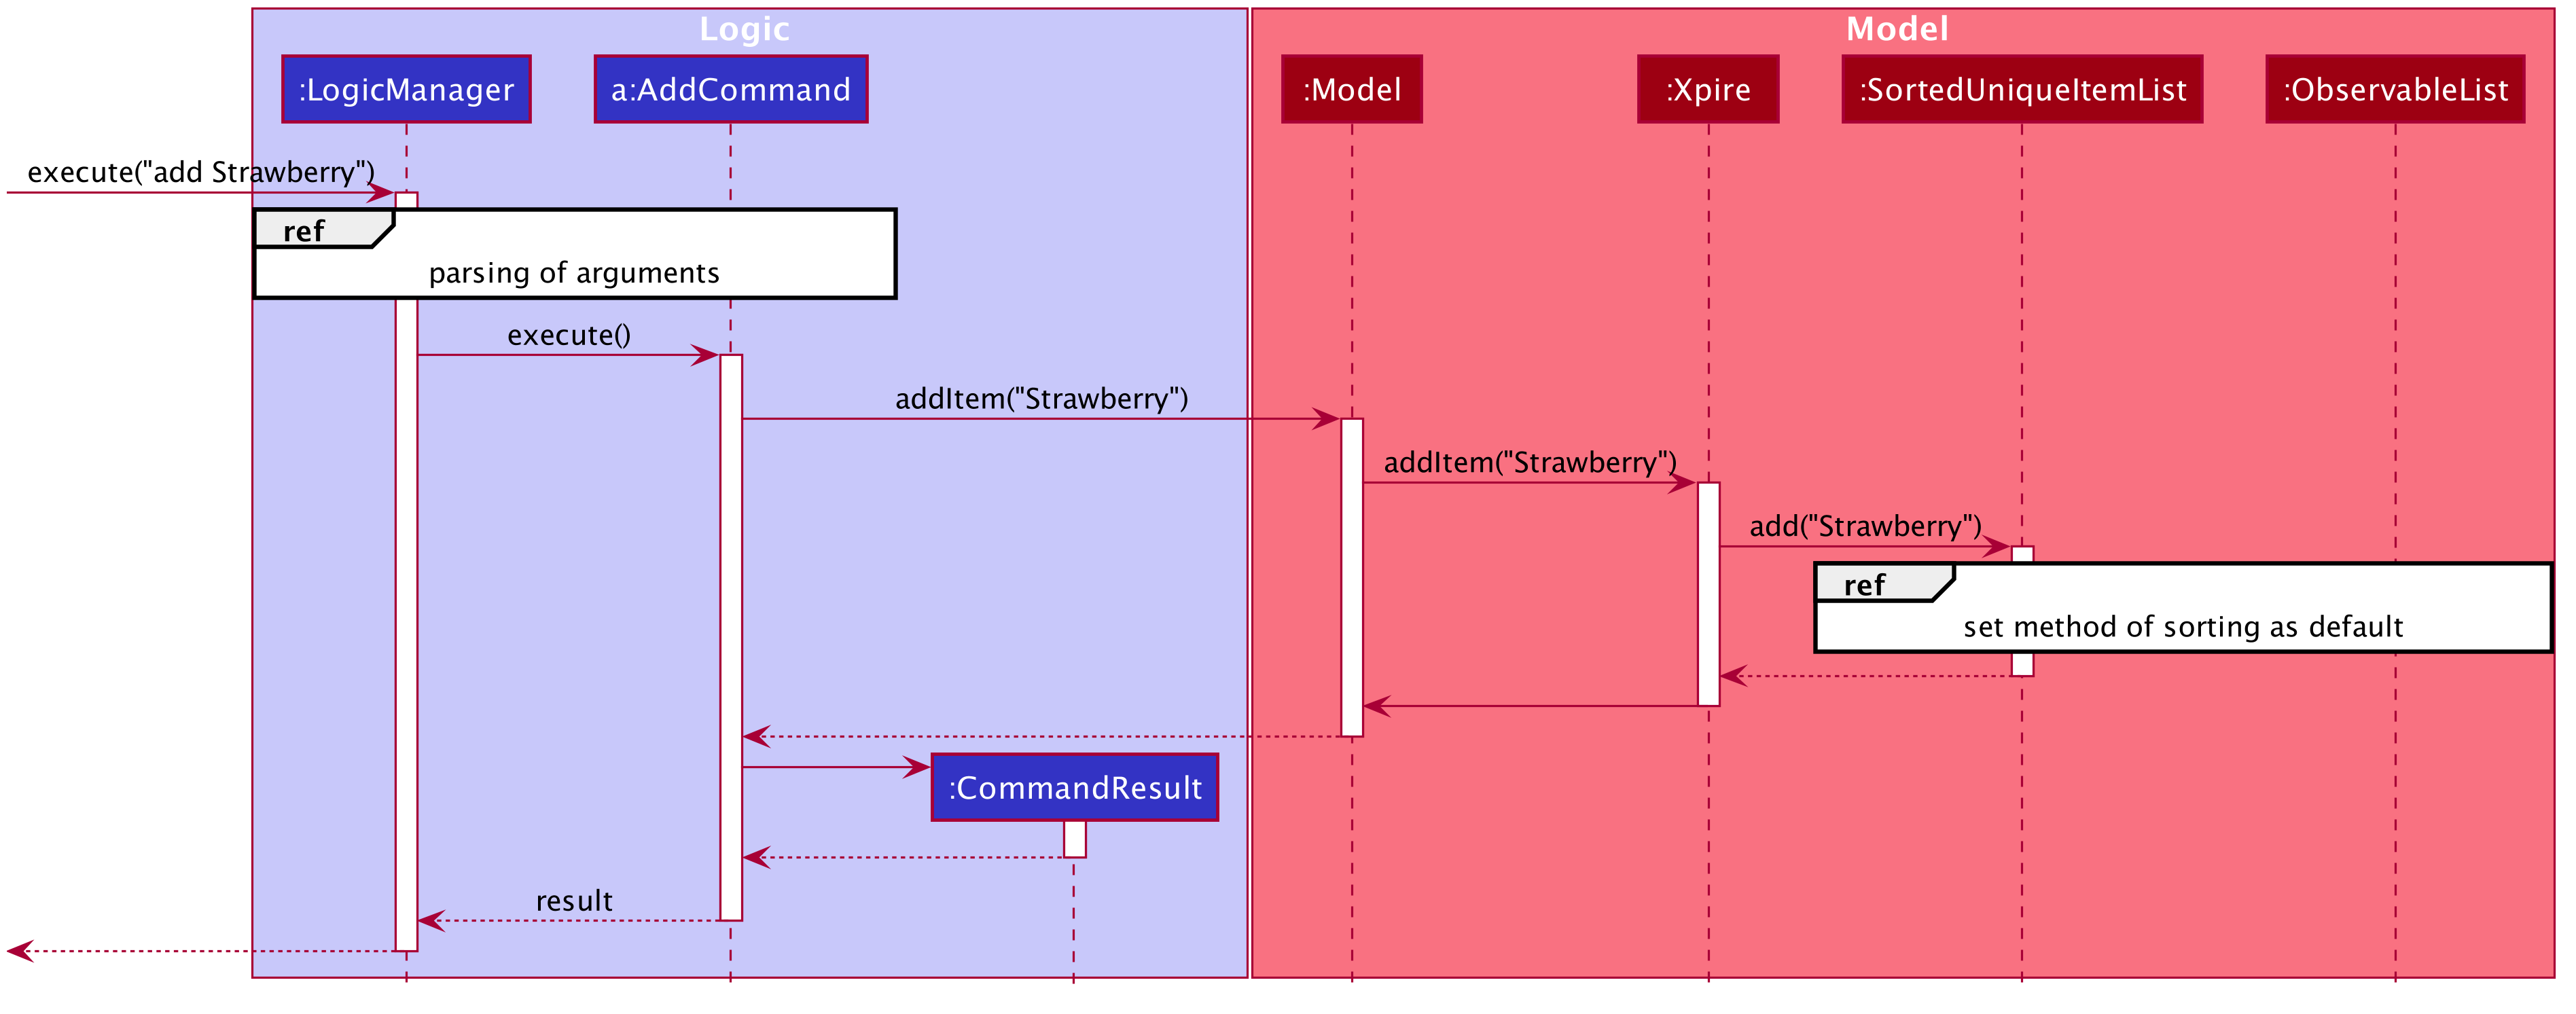 Logic
Model
:LogicManager
a:AddCommand
:Model
:Xpire
:SortedUniqueItemList
:ObservableList
execute("add Strawberry")
ref
parsing of arguments
execute()
addItem("Strawberry")
addItem("Strawberry")
add("Strawberry")
ref
set method of sorting as default
:CommandResult
result